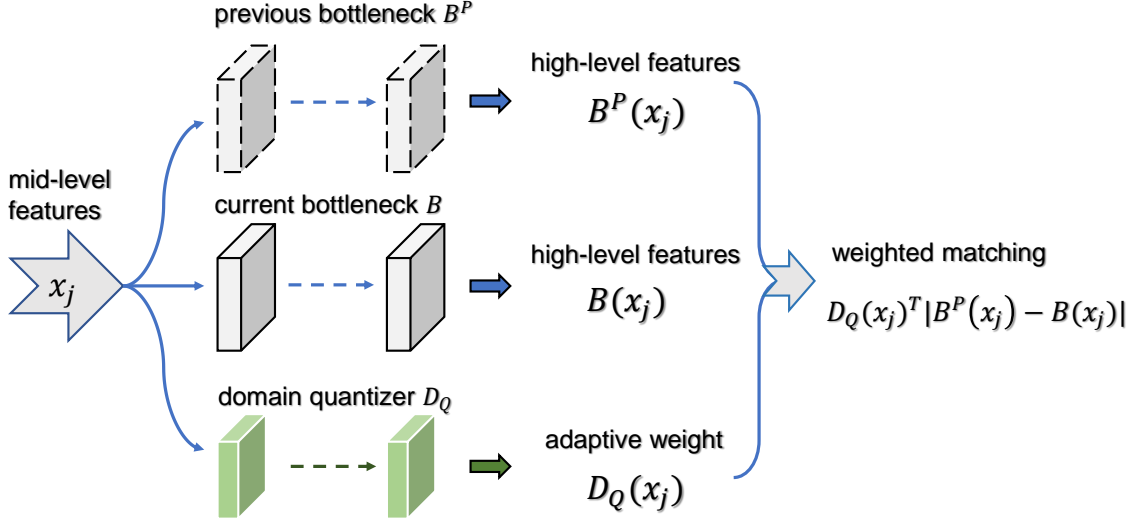 previous bottleneck B^P
high-level features
B^P(x_j)
mid-level
features
x_j
current bottleneck B
high-level features
B(x_j)
weighted matching
D_Q(x_j)^T|B^P(x_j) − B(x_j)|
domain quantizer D_Q
adaptive weight
D_Q(x_j)